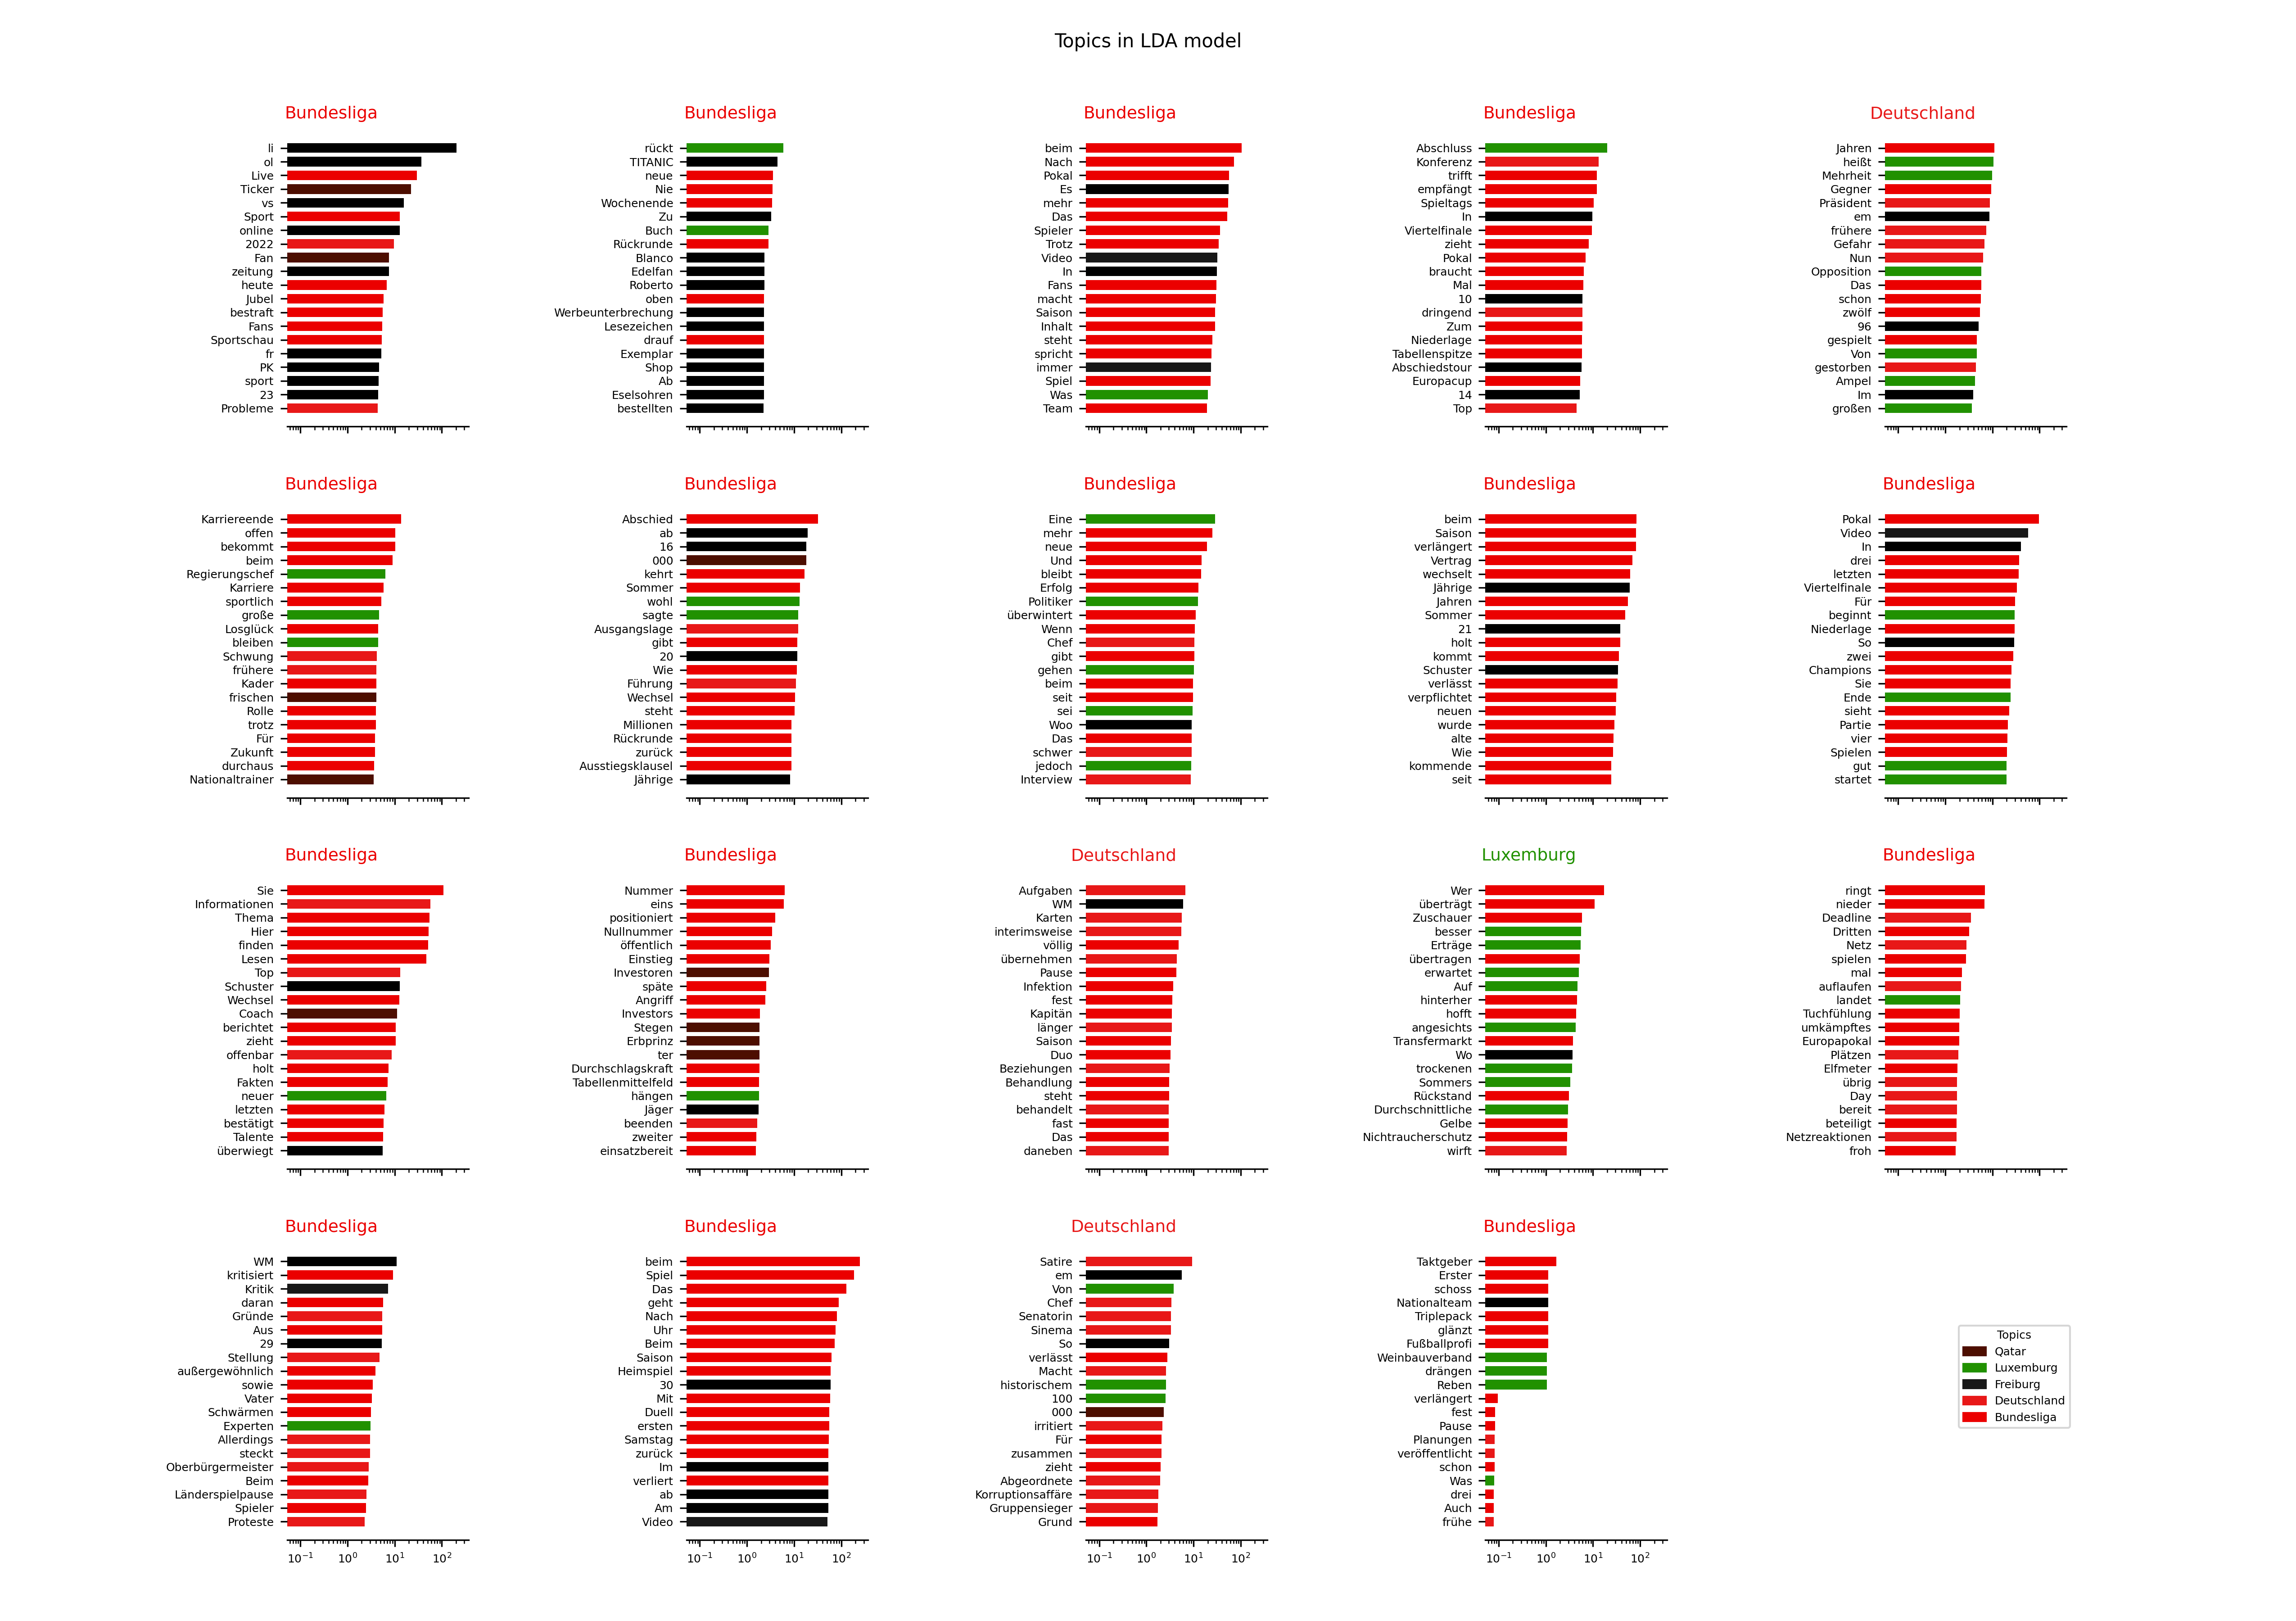 Topics in LDA model
Bundesliga
li
ol
Live
Ticker
vs
Sport
online
2022
Fan
zeitung
heute
Jubel
bestraft
Fans
Sportschau
fr
PK
sport
23
Probleme
Bundesliga
rückt
TITANIC
neue
Nie
Wochenende
Zu
Buch
Rückrunde
Blanco
Edelfan
Roberto
oben
Werbeunterbrechung
Lesezeichen
drauf
Exemplar
Shop
Ab
Eselsohren
bestellten
Bundesliga
beim
Nach
Pokal
Es
mehr
Das
Spieler
Trotz
Video
In
Fans
macht
Saison
Inhalt
steht
spricht
immer
Spiel
Was
Team
Bundesliga
Abschluss
Konferenz
trifft
empfängt
Spieltags
In
Viertelfinale
zieht
Pokal
braucht
Mal
10
dringend
Zum
Niederlage
Tabellenspitze
Abschiedstour
Europacup
14
Top
Deutschland
Jahren
heißt
Mehrheit
Gegner
Präsident
em
frühere
Gefahr
Nun
Opposition
Das
schon
zwölf
96
gespielt
Von
gestorben
Ampel
Im
großen
Bundesliga
Karriereende
offen
bekommt
beim
Regierungschef
Karriere
sportlich
große
Losglück
bleiben
Schwung
frühere
Kader
frischen
Rolle
trotz
Für
Zukunft
durchaus
Nationaltrainer
Bundesliga
Abschied
ab
16
000
kehrt
Sommer
wohl
sagte
Ausgangslage
gibt
20
Wie
Führung
Wechsel
steht
Millionen
Rückrunde
zurück
Ausstiegsklausel
Jährige
Bundesliga
Eine
mehr
neue
Und
bleibt
Erfolg
Politiker
überwintert
Wenn
Chef
gibt
gehen
beim
seit
sei
Woo
Das
schwer
jedoch
Interview
Bundesliga
beim
Saison
verlängert
Vertrag
wechselt
Jährige
Jahren
Sommer
21
holt
kommt
Schuster
verlässt
verpflichtet
neuen
wurde
alte
Wie
kommende
seit
Bundesliga
Pokal
Video
In
drei
letzten
Viertelfinale
Für
beginnt
Niederlage
So
zwei
Champions
Sie
Ende
sieht
Partie
vier
Spielen
gut
startet
Bundesliga
Sie
Informationen
Thema
Hier
finden
Lesen
Top
Schuster
Wechsel
Coach
berichtet
zieht
offenbar
holt
Fakten
neuer
letzten
bestätigt
Talente
überwiegt
Bundesliga
Nummer
eins
positioniert
Nullnummer
öffentlich
Einstieg
Investoren
späte
Angriff
Investors
Stegen
Erbprinz
ter
Durchschlagskraft
Tabellenmittelfeld
hängen
Jäger
beenden
zweiter
einsatzbereit
Deutschland
Aufgaben
WM
Karten
interimsweise
völlig
übernehmen
Pause
Infektion
fest
Kapitän
länger
Saison
Duo
Beziehungen
Behandlung
steht
behandelt
fast
Das
daneben
Luxemburg
Wer
überträgt
Zuschauer
besser
Erträge
übertragen
erwartet
Auf
hinterher
hofft
angesichts
Transfermarkt
Wo
trockenen
Sommers
Rückstand
Durchschnittliche
Gelbe
Nichtraucherschutz
wirft
Bundesliga
ringt
nieder
Deadline
Dritten
Netz
spielen
mal
auflaufen
landet
Tuchfühlung
umkämpftes
Europapokal
Plätzen
Elfmeter
übrig
Day
bereit
beteiligt
Netzreaktionen
froh
Bundesliga
WM
kritisiert
Kritik
daran
Gründe
Aus
29
Stellung
außergewöhnlich
sowie
Vater
Schwärmen
Experten
Allerdings
steckt
Oberbürgermeister
Beim
Länderspielpause
Spieler
Proteste
10⁻¹ 10⁰ 10¹ 10²
Bundesliga
beim
Spiel
Das
geht
Nach
Uhr
Beim
Saison
Heimspiel
30
Mit
Duell
ersten
Samstag
zurück
Im
verliert
ab
Am
Video
10⁻¹ 10⁰ 10¹ 10²
Deutschland
Satire
em
Von
Chef
Senatorin
Sinema
So
verlässt
Macht
historischem
100
000
irritiert
Für
zusammen
zieht
Abgeordnete
Korruptionsaffäre
Gruppensieger
Grund
10⁻¹ 10⁰ 10¹ 10²
Bundesliga
Taktgeber
Erster
schoss
Nationalteam
Triplepack
glänzt
Fußballprofi
Weinbauverband
drängen
Reben
verlängert
fest
Pause
Planungen
veröffentlicht
schon
Was
drei
Auch
frühe
10⁻¹ 10⁰ 10¹ 10²
Topics
Qatar
Luxemburg
Freiburg
Deutschland
Bundesliga